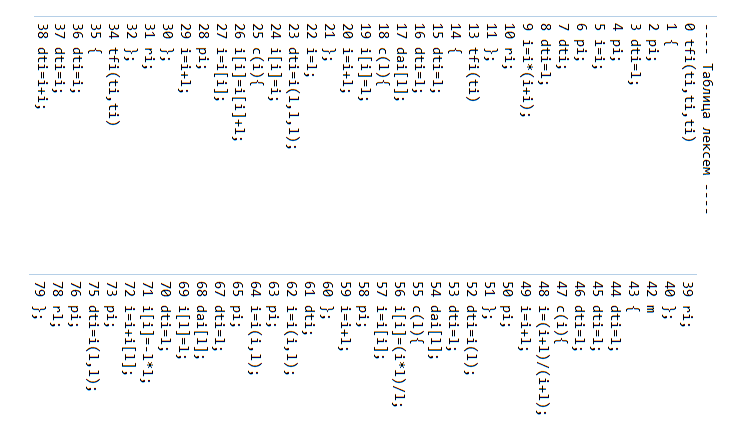 ---- Таблица лексем ----
0 tfi(ti,ti,ti)
1 {
2 pi;
3 dti=l;
4 pi;
5 i=i;
6 pi;
7 dti;
8 dti=l;
9 i=i*(i+i);
10 ri;
11 };
13 tfi(ti)
14 {
15 dti=l;
16 dti=l;
17 dai[l];
18 c(l){
19 i[i]=l;
20 i=i+l;
21 };
22 i=l;
23 dti=i(l,l,l);
24 i[i]=i;
25 c(i){
26 i[i]=i[i]+l;
27 i=i[i];
28 pi;
29 i=i+l;
30 };
31 ri;
32 };
34 tfi(ti,ti)
35 {
36 dti=i;
37 dti=i;
38 dti=i+i;
39 ri;
40 };
42 m
43 {
44 dti=l;
45 dti=l;
46 dti=l;
47 c(i){
48 i=(i+l)/(i+l);
49 i=i+l;
50 pi;
51 };
52 dti=i(l);
53 dti=l;
54 dai[l];
55 c(l){
56 i[i]=(i*l)/l;
57 i=i[i];
58 pi;
59 i=i+l;
60 };
61 dti;
62 i=i(i,l);
63 pi;
64 i=i(i,l);
65 pi;
67 dti=l;
68 dai[l];
69 i[l]=l;
70 dti=l;
71 i[i]=-l*l;
72 i=i+i[l];
73 pi;
75 dti=i(l,l);
76 pi;
78 rl;
79 };